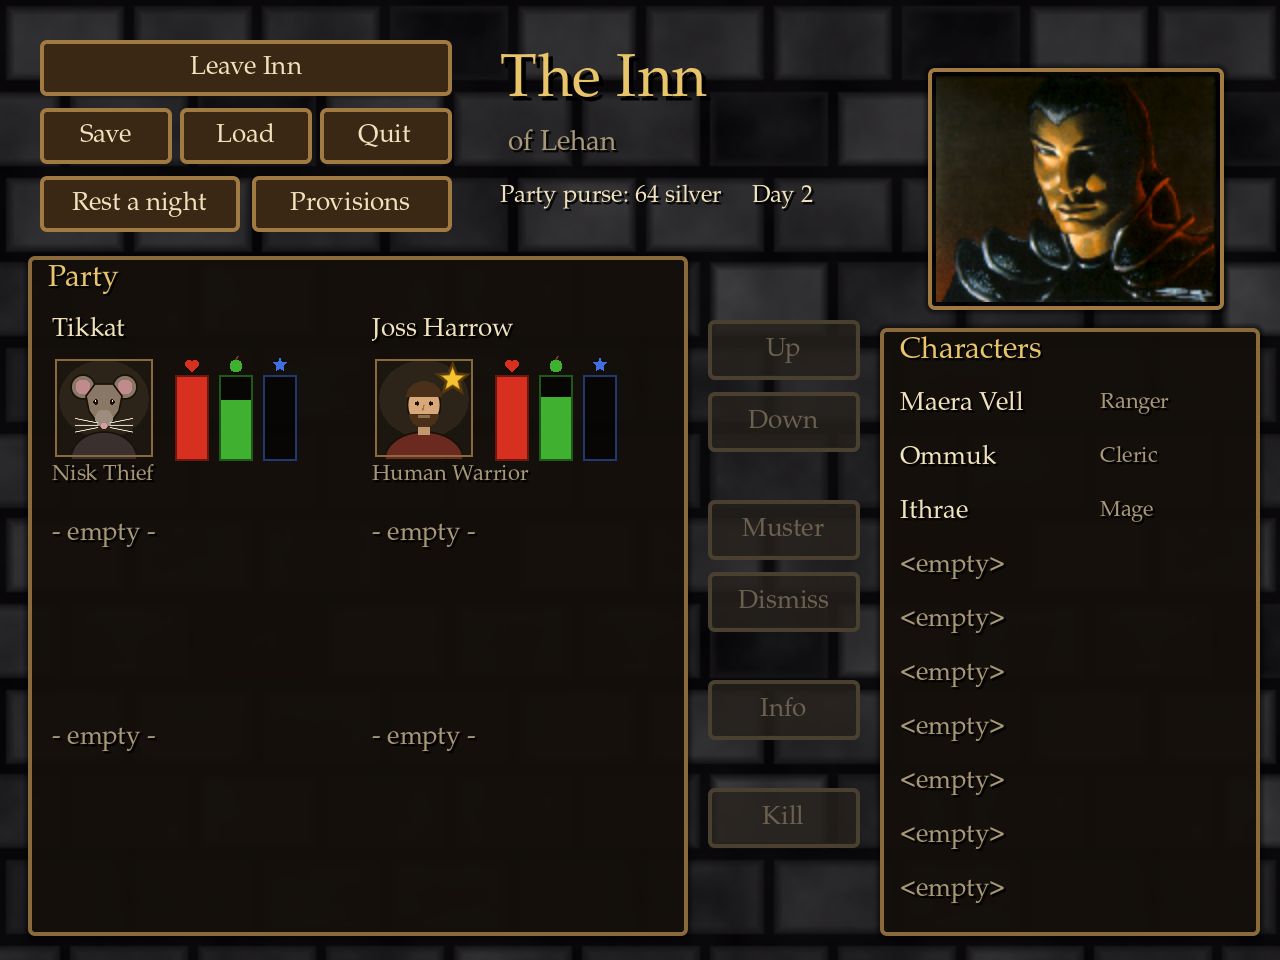 Leave Inn
Save
Load
Quit
Rest a night
Provisions
The Inn
of Lehan
Party purse: 64 silver
Day 2
Party
Tikkat
Joss Harrow
Nisk Thief
Human Warrior
- empty -
- empty -
- empty -
- empty -
Up
Down
Muster
Dismiss
Info
Kill
Characters
Maera Vell
Ranger
Ommuk
Cleric
Ithrae
Mage
<empty>
<empty>
<empty>
<empty>
<empty>
<empty>
<empty>